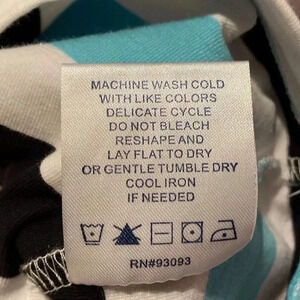 MACHINE WASH COLD
WITH LIKE COLORS
DELICATE CYCLE
DO NOT BLEACH
RESHAPE AND
LAY FLAT TO DRY
OR GENTLE TUMBLE DRY
COOL IRON
IF NEEDED
RN#93093